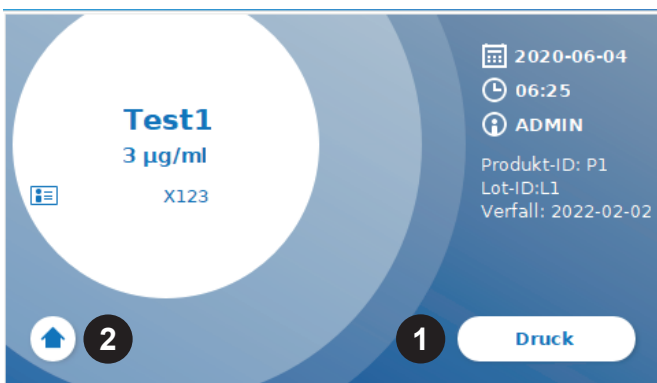 Test1
3 µg/ml
X123
2020-06-04
06:25
ADMIN
Produkt-ID: P1
Lot-ID:L1
Verfall: 2022-02-02
2
1
Druck